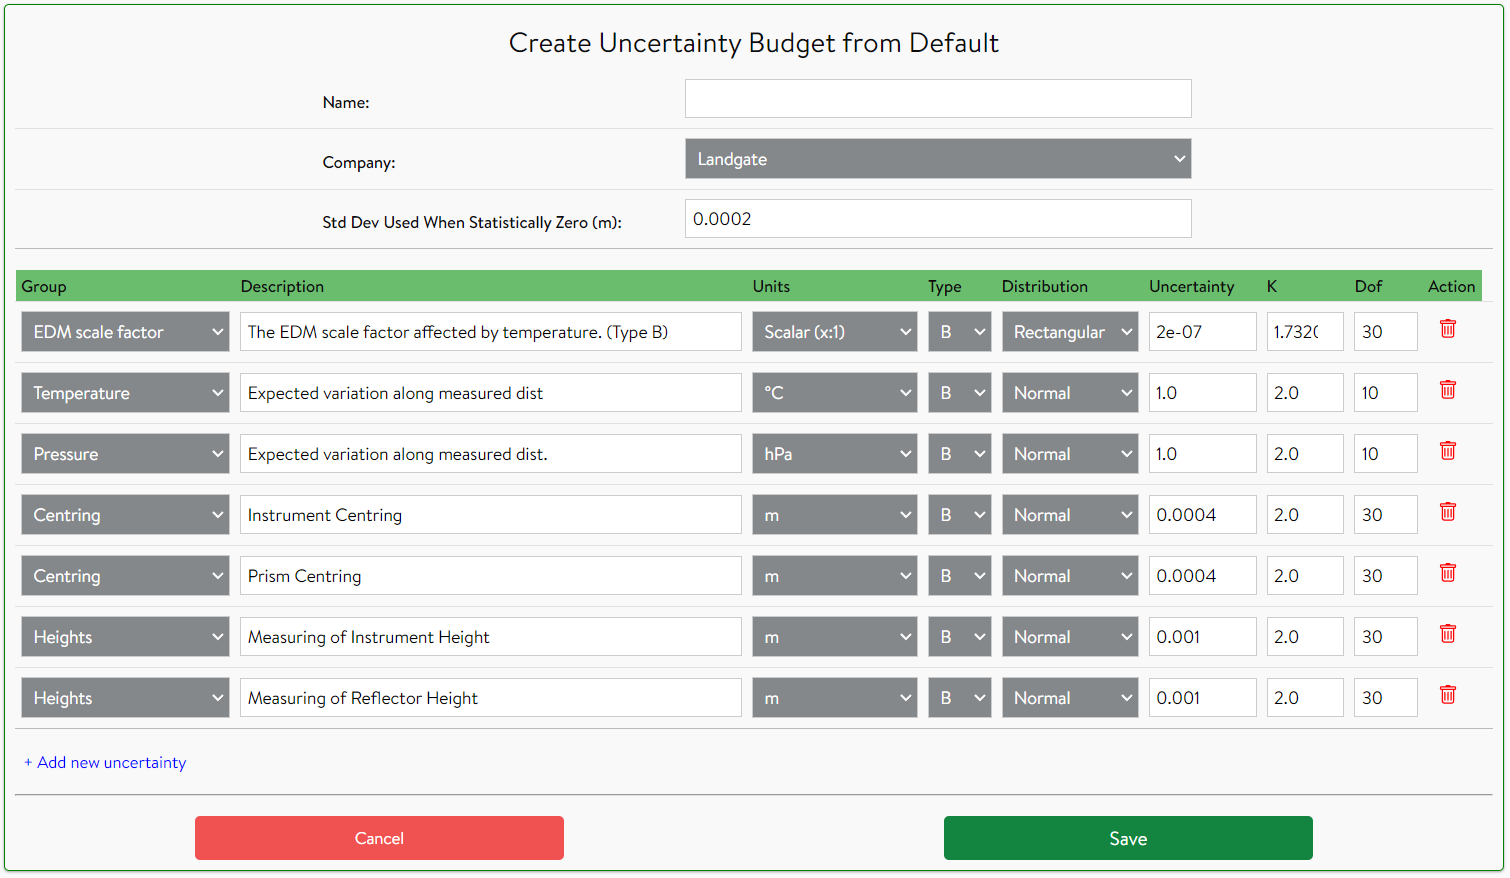 Create Uncertainty Budget from Default
Name:
Company: Landgate
Std Dev Used When Statistically Zero (m): 0.0002
Group Description Units Type Distribution Uncertainty K Dof Action
EDM scale factor The EDM scale factor affected by temperature. (Type B) Scalar (x:1) B Rectangular 2e-07 1.732 30
Temperature Expected variation along measured dist °C B Normal 1.0 2.0 10
Pressure Expected variation along measured dist. hPa B Normal 1.0 2.0 10
Centring Instrument Centring m B Normal 0.0004 2.0 30
Centring Prism Centring m B Normal 0.0004 2.0 30
Heights Measuring of Instrument Height m B Normal 0.001 2.0 30
Heights Measuring of Reflector Height m B Normal 0.001 2.0 30
+ Add new uncertainty
Cancel Save